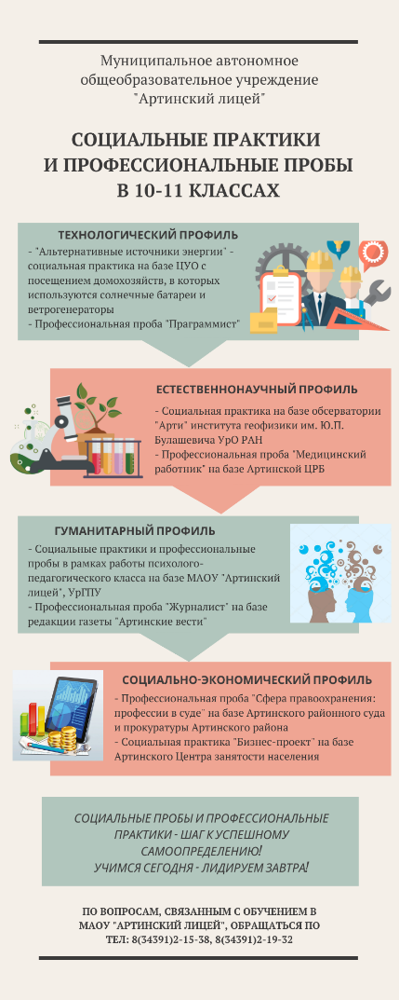 Муниципальное автономное
общеобразовательное учреждение
"Артинский лицей"
СОЦИАЛЬНЫЕ ПРАКТИКИ
И ПРОФЕССИОНАЛЬНЫЕ ПРОБЫ
В 10-11 КЛАССАХ
ТЕХНОЛОГИЧЕСКИЙ ПРОФИЛЬ
- "Альтернативные источники энергии" -
социальная практика на базе ЦУО с
посещением домохозяйств, в которых
используются солнечные батареи и
ветрогенераторы
- Профессиональная проба "Праграммист"
ЕСТЕСТВЕННОНАУЧНЫЙ ПРОФИЛЬ
- Социальная практика на базе обсерватории
"Арти" института геофизики им. Ю.П.
Булашевича УрО РАН
- Профессиональная проба "Медицинский
работник" на базе Артинской ЦРБ
ГУМАНИТАРНЫЙ ПРОФИЛЬ
- Социальные практики и профессиональные
пробы в рамках работы психолого-
педагогического класса на базе МАОУ "Артинский
лицей", УрГПУ
- Профессиональная проба "Журналист" на базе
редакции газеты "Артинские вести"
СОЦИАЛЬНО-ЭКОНОМИЧЕСКИЙ ПРОФИЛЬ
- Профессиональная проба "Сфера правоохранения:
профессии в суде" на базе Артинского районного суда
и прокуратуры Артинского района
- Социальная практика "Бизнес-проект" на базе
Артинского Центра занятости населения
СОЦИАЛЬНЫЕ ПРОБЫ И ПРОФЕССИОНАЛЬНЫЕ
ПРАКТИКИ - ШАГ К УСПЕШНОМУ
САМООПРЕДЕЛЕНИЮ!
УЧИМСЯ СЕГОДНЯ - ЛИДИРУЕМ ЗАВТРА!
ПО ВОПРОСАМ, СВЯЗАННЫМ С ОБУЧЕНИЕМ В
МАОУ "АРТИНСКИЙ ЛИЦЕЙ", ОБРАЩАТЬСЯ ПО
ТЕЛ: 8(34391)2-15-38, 8(34391)2-19-32